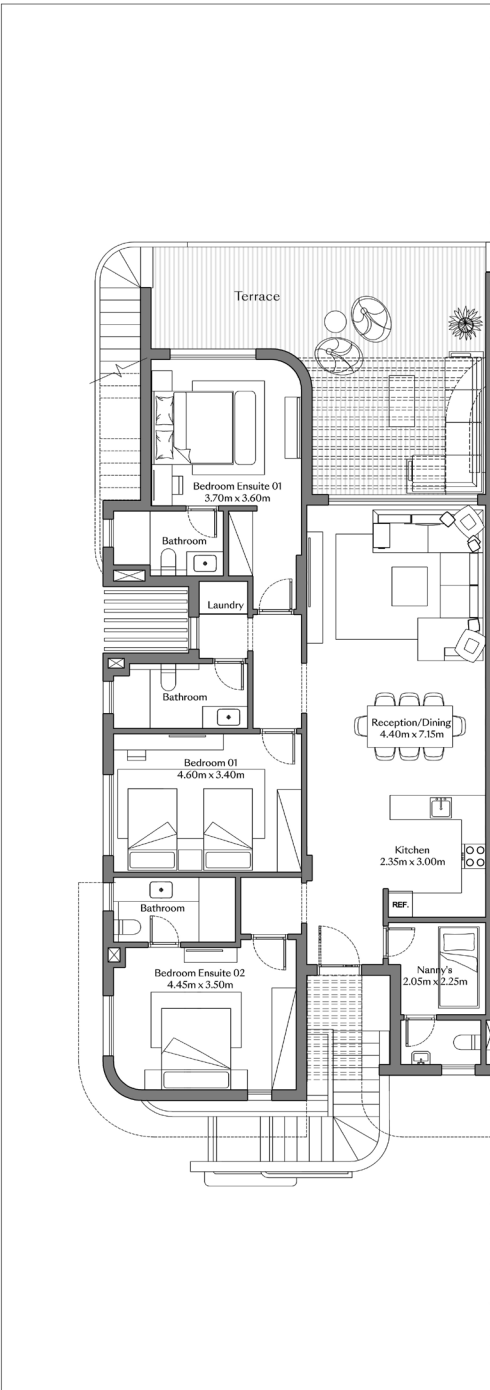 Terrace
Bedroom Ensuite 01
3.70m x 3.60m
Bathroom
Laundry
Bathroom
Reception/Dining
4.40m x 7.15m
Bedroom 01
4.60m x 3.40m
Kitchen
2.35m x 3.00m
REF.
Bathroom
Bedroom Ensuite 02
4.45m x 3.50m
Nanny's
2.05m x 2.25m